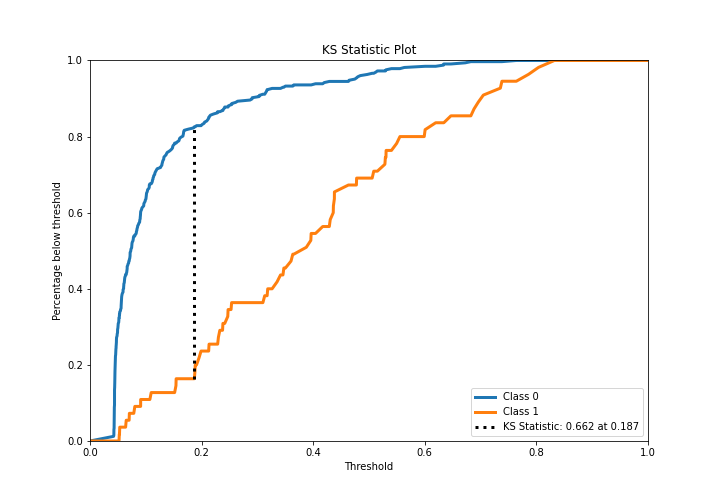 KS Statistic Plot
1.0
0.8
0.6
0.4
0.2
0.0
Percentage below threshold
Class 0
Class 1
KS Statistic: 0.662 at 0.187
0.0 0.2 0.4 0.6 0.8 1.0
Threshold